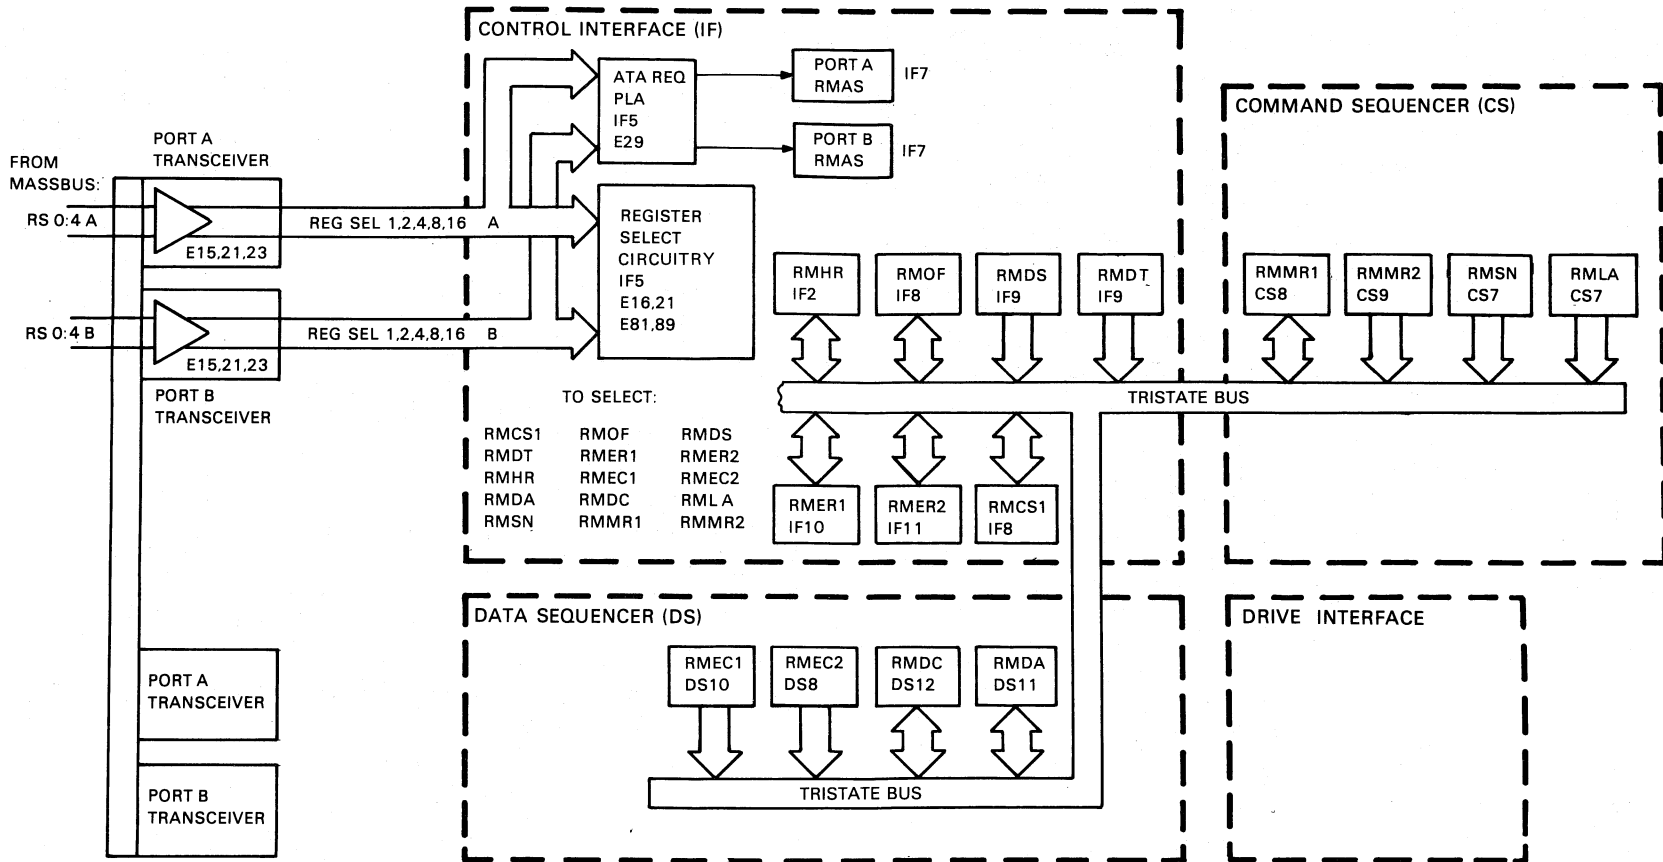 CONTROL INTERFACE (IF)
ATA REQ
PLA
IF5
E29
PORT A
RMAS
IF7
PORT B
RMAS
IF7
COMMAND SEQUENCER (CS)
PORT A
TRANSCEIVER
FROM
MASSBUS:
RS 0:4 A
E15,21,23
REG SEL 1,2,4,8,16 A
RS 0:4 B
E15,21,23
REG SEL 1,2,4,8,16 B
PORT B
TRANSCEIVER
REGISTER
SELECT
CIRCUITRY
IF5
E16,21
E81,89
RMHR
IF2
RMOF
IF8
RMDS
IF9
RMDT
IF9
RMMR1
CS8
RMMR2
CS9
RMSN
CS7
RMLA
CS7
TRISTATE BUS
TO SELECT:
RMCS1 RMOF RMDS
RMDT RMER1 RMER2
RMHR RMEC1 RMEC2
RMDA RMDC RMLA
RMSN RMMR1 RMMR2
RMER1
IF10
RMER2
IF11
RMCS1
IF8
DATA SEQUENCER (DS)
DRIVE INTERFACE
RMEC1
DS10
RMEC2
DS8
RMDC
DS12
RMDA
DS11
TRISTATE BUS
PORT A
TRANSCEIVER
PORT B
TRANSCEIVER